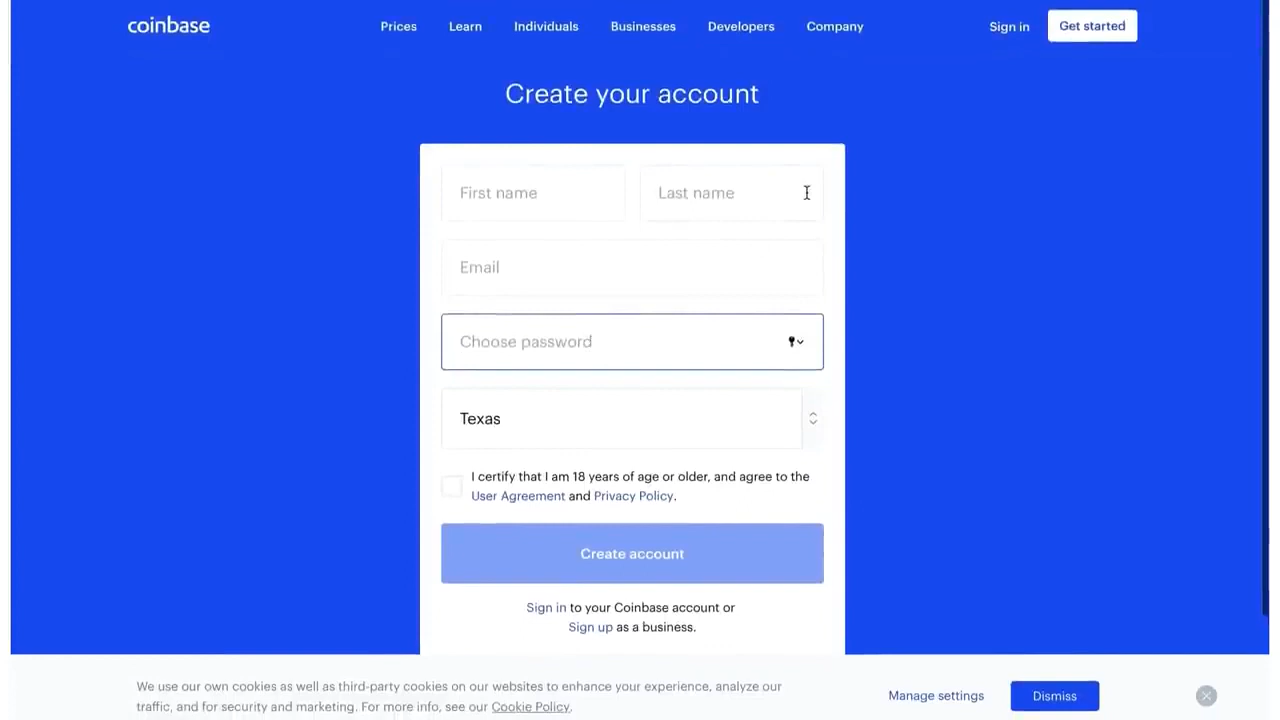 coinbase
Prices Learn Individuals Businesses Developers Company Sign in Get started
Create your account
First name Last name
Email
Choose password
Texas
I certify that I am 18 years of age or older, and agree to the
User Agreement and Privacy Policy.
Create account
Sign in to your Coinbase account or
Sign up as a business.
We use our own cookies as well as third-party cookies on our websites to enhance your experience, analyze our
traffic, and for security and marketing. For more info, see our Cookie Policy.
Manage settings Dismiss